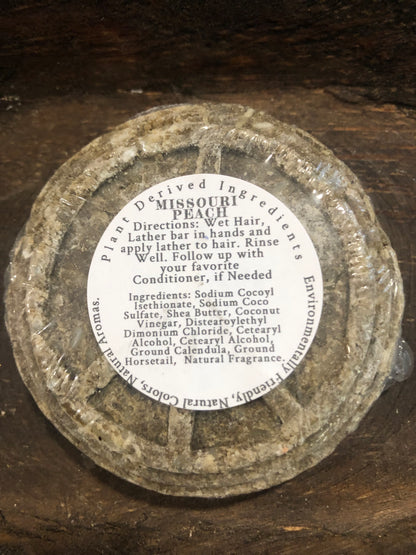 Plant Derived Ingredients
MISSOURI
PEACH
Directions: Wet Hair,
Lather bar in hands and
apply lather to hair. Rinse
Well. Follow up with
your favorite
Conditioner, if Needed
Ingredients: Sodium Cocoyl
Isethionate, Sodium Coco
Sulfate, Shea Butter, Coconut
Vinegar, Distearoylethyl
Dimonium Chloride, Cetearyl
Alcohol, Cetearyl Alcohol,
Ground Calendula, Ground
Horsetail, Natural Fragrance.
Environmentally Friendly, Natural Colors, Natural Aromas.